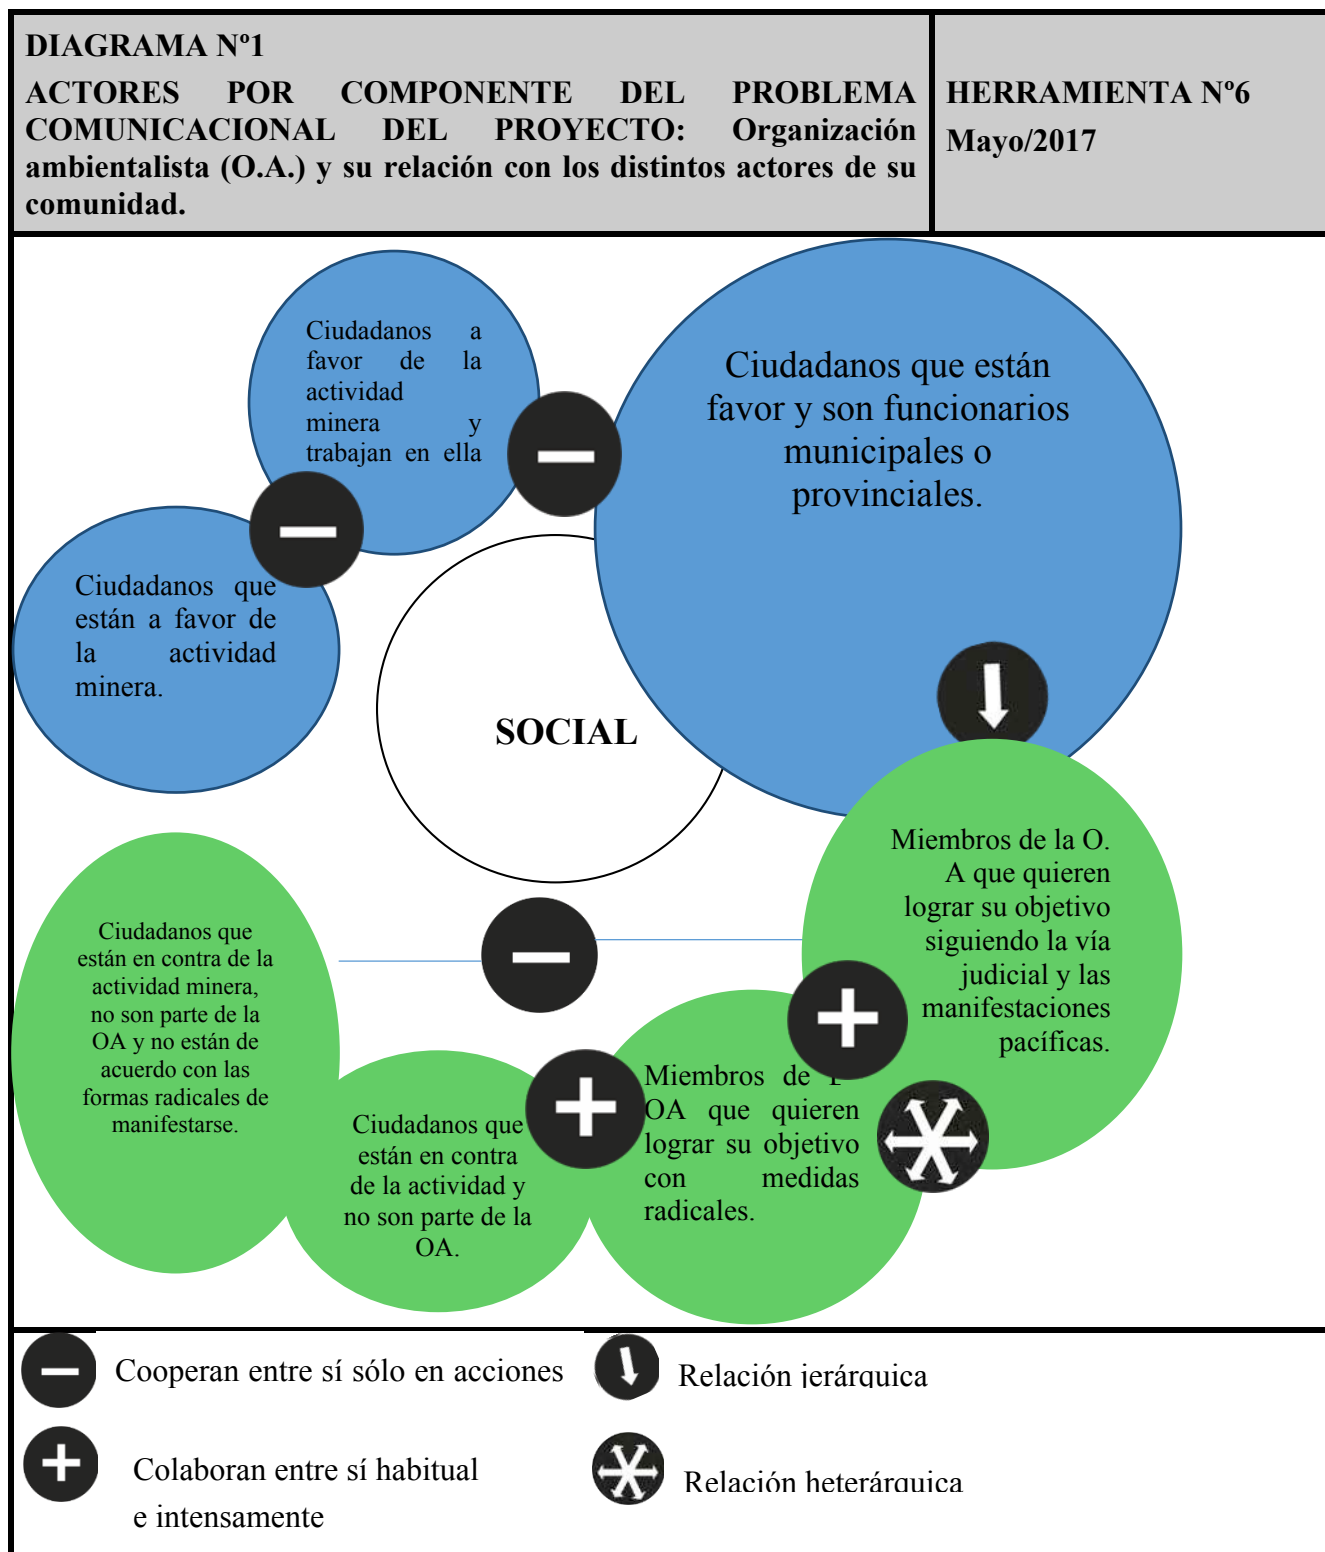 DIAGRAMA Nº1
ACTORES POR COMPONENTE DEL PROBLEMA
COMUNICACIONAL DEL PROYECTO: Organización
ambientalista (O.A.) y su relación con los distintos actores de su
comunidad.
HERRAMIENTA Nº6
Mayo/2017
Ciudadanos a
favor de la
actividad
minera y
trabajan en ella
Ciudadanos que están
favor y son funcionarios
municipales o
provinciales.
Ciudadanos que
están a favor de
la actividad
minera.
SOCIAL
Miembros de la O.
A que quieren
lograr su objetivo
siguiendo la vía
judicial y las
manifestaciones
pacíficas.
Ciudadanos que
están en contra de la
actividad minera,
no son parte de la
OA y no están de
acuerdo con las
formas radicales de
manifestarse.
Ciudadanos que
están en contra
de la actividad y
no son parte de la
OA.
Miembros de
OA que quieren
lograr su objetivo
con medidas
radicales.
Cooperan entre sí sólo en acciones
Relación jerárquica
Colaboran entre sí habitual
e intensamente
Relación heterárquica